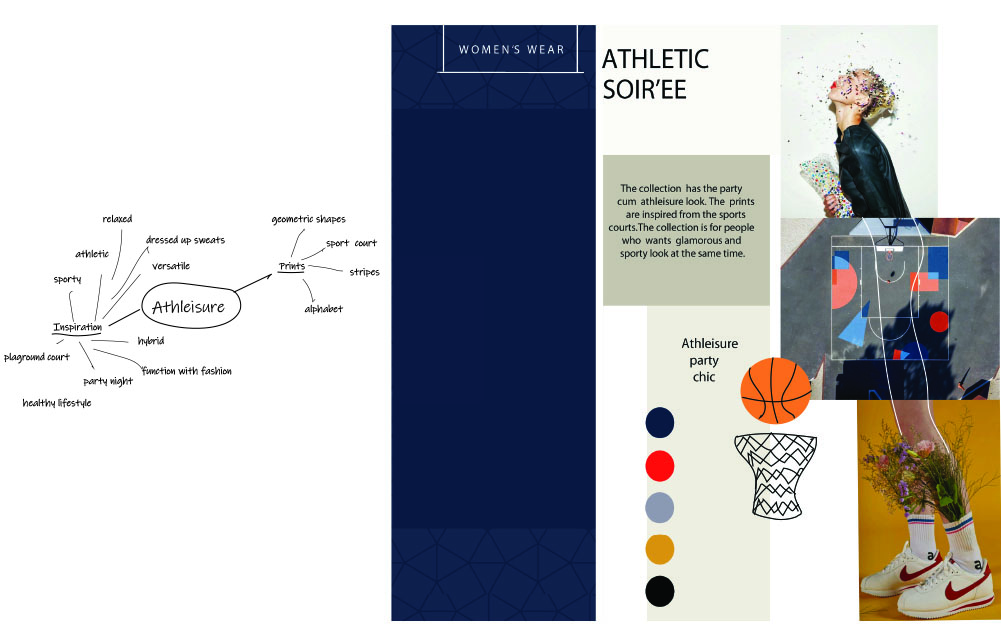 relaxed
dressed up sweats
athletic
versatile
sporty
Inspiration
Athleisure
hybrid
plaground court
function with fashion
party night
healthy lifestyle
geometric shapes
sport court
Prints
stripes
alphabet
WOMEN'S WEAR
ATHLETIC
SOIR'EE
The collection has the party
cum athleisure look. The prints
are inspired from the sports
courts.The collection is for people
who wants glamorous and
sporty look at the same time.
Athleisure
party
chic
a
a